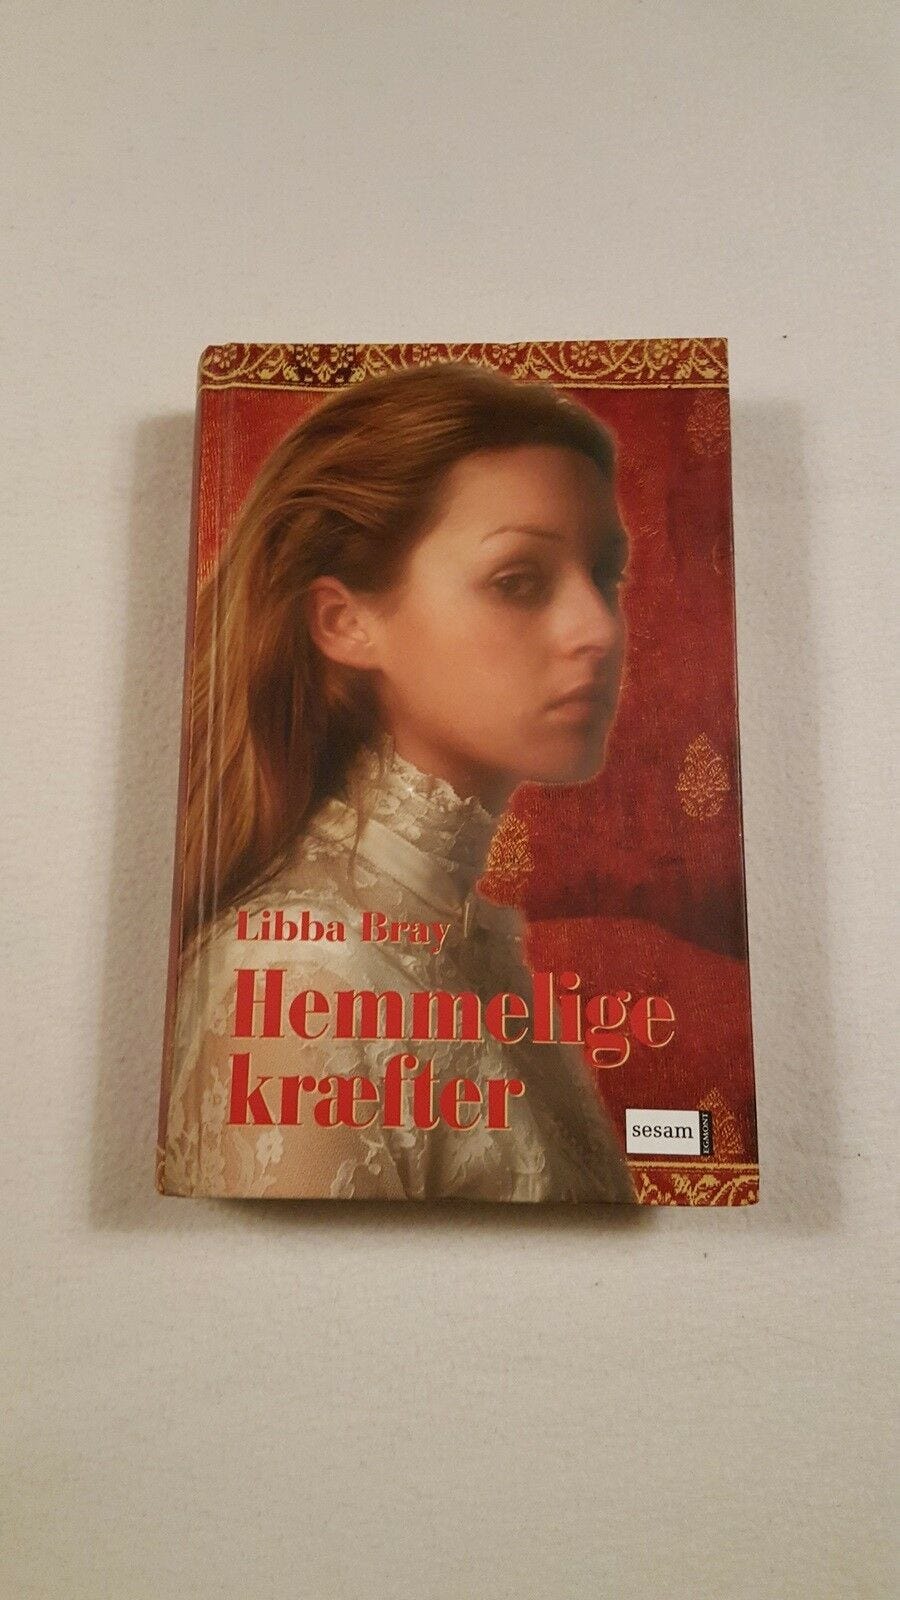 Libba Bray
Hemmelige
kræfter
sesam
EGMONT